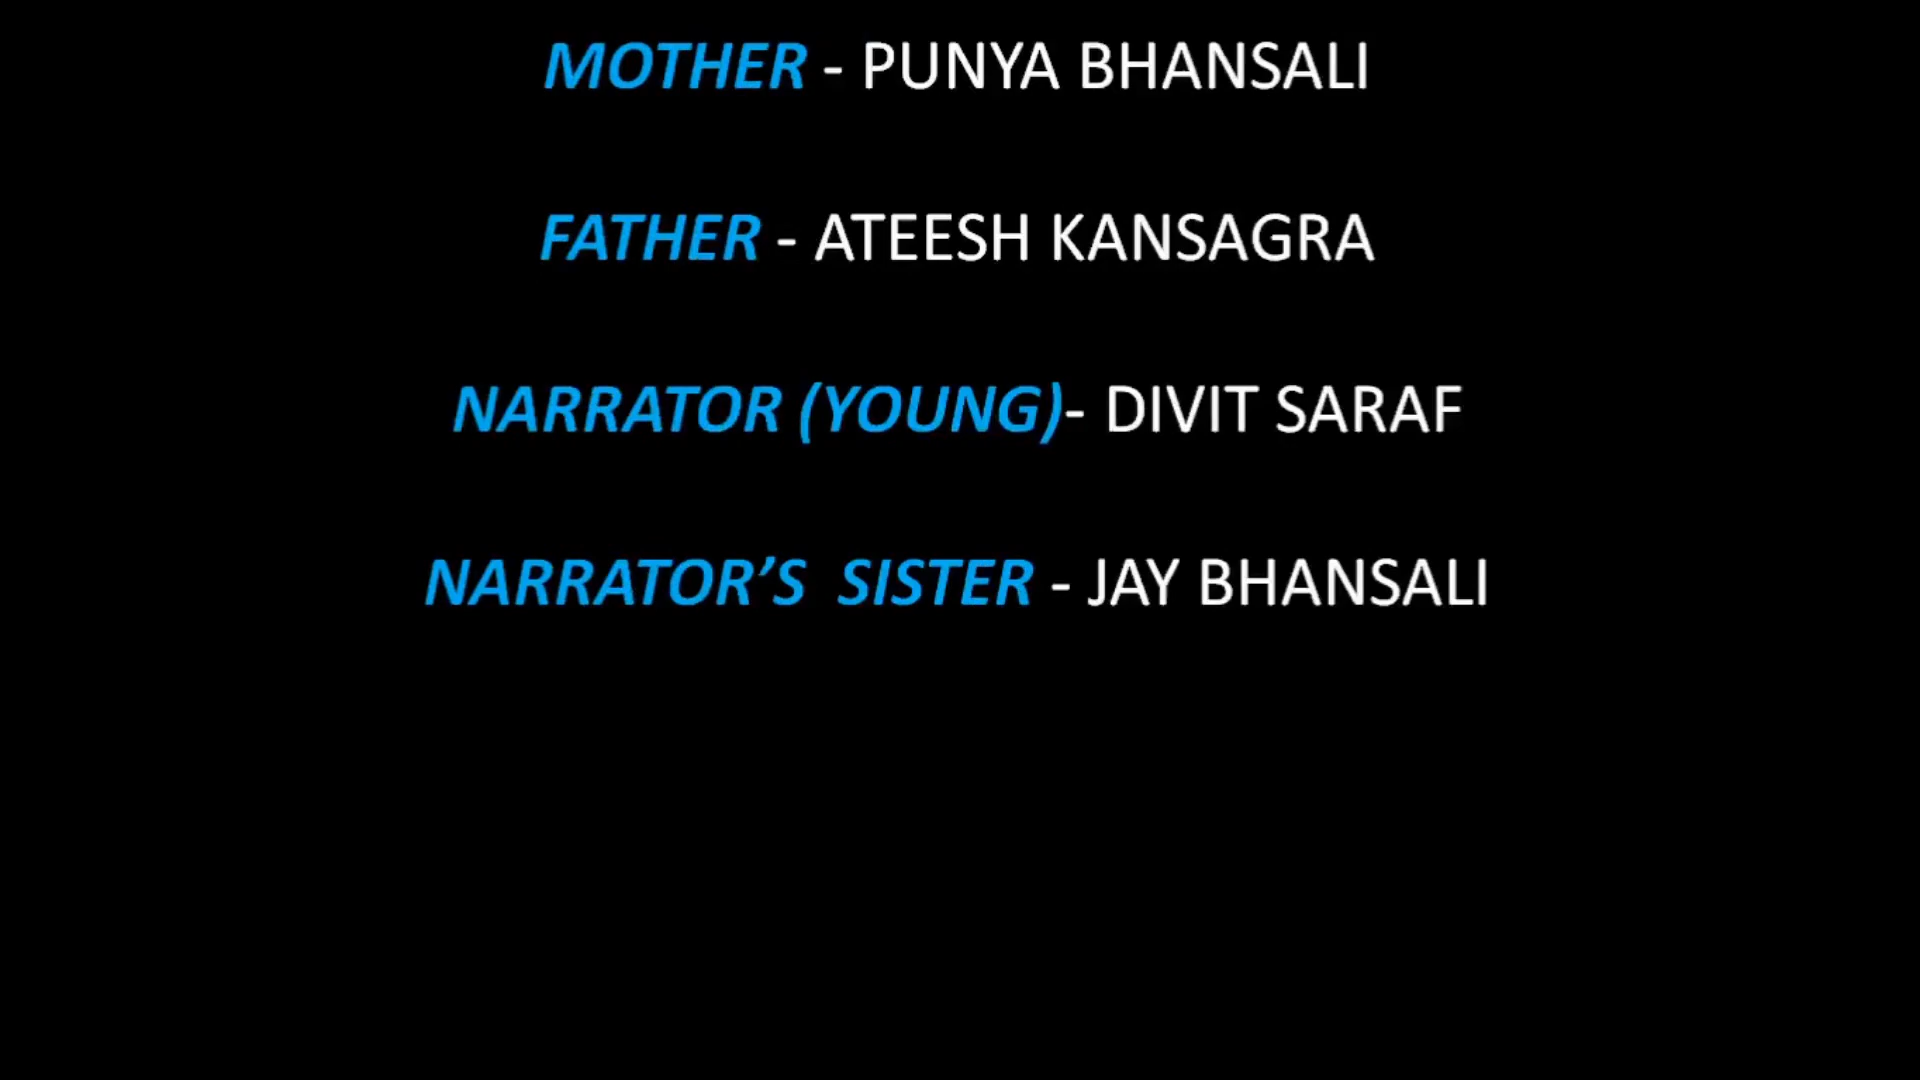 MOTHER - PUNYA BHANSALI
FATHER - ATEESH KANSAGRA
NARRATOR (YOUNG)- DIVIT SARAF
NARRATOR’S  SISTER - JAY BHANSALI